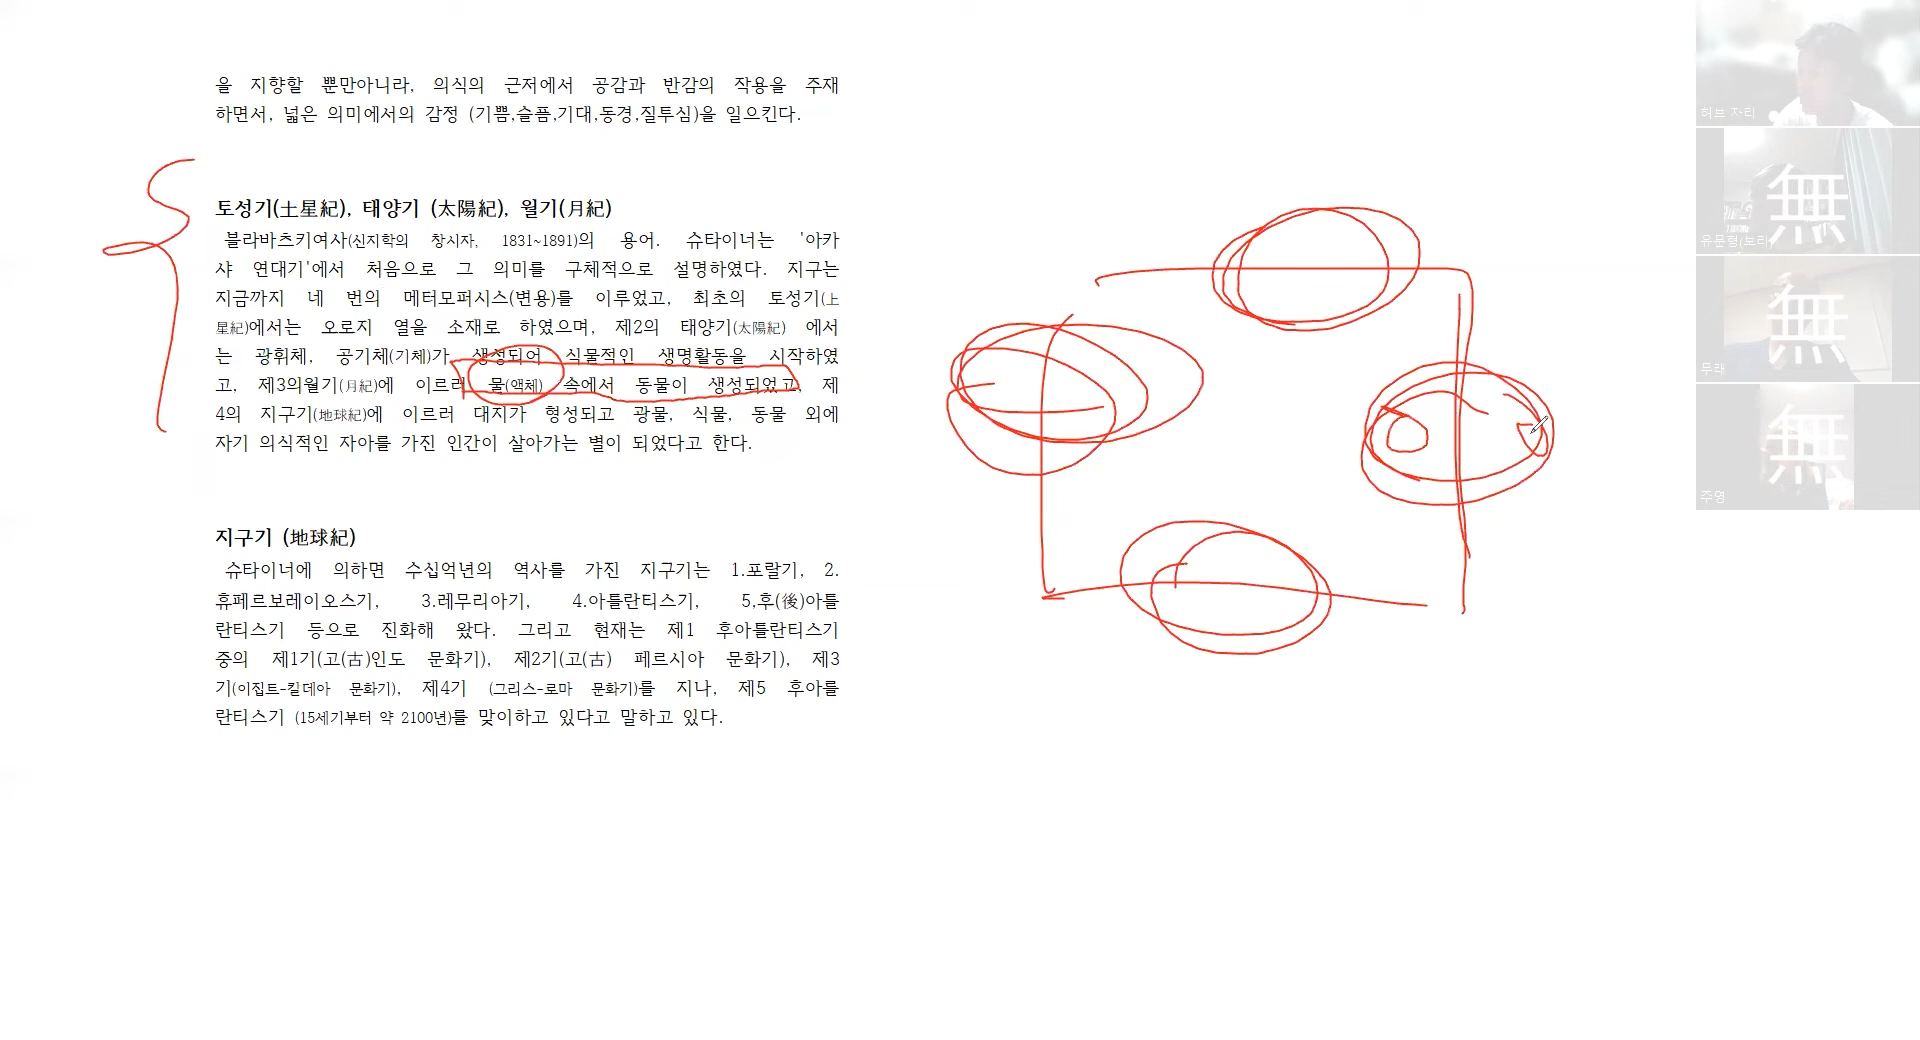 을 지향할 뿐만아니라, 의식의 근저에서 공감과 반감의 작용을 주재
하면서, 넓은 의미에서의 감정 (기쁨,슬픔,기대,동경,질투심)을 일으킨다.
토성기(土星紀), 태양기 (太陽紀), 월기(月紀)
블라바츠키여사(신지학의 창시자, 1831~1891)의 용어. 슈타이너는 '아카
샤 연대기'에서 처음으로 그 의미를 구체적으로 설명하였다. 지구는
지금까지 네 번의 메터모퍼시스(변용)를 이루었고, 최초의 토성기(土
星紀)에서는 오로지 열을 소재로 하였으며, 제2의 태양기(太陽紀) 에서
는 광휘체, 공기체(기체)가 생성되어 식물적인 생명활동을 시작하였
고, 제3의월기(月紀)에 이르러 물(액체) 속에서 동물이 생성되었고, 제
4의 지구기(地球紀)에 이르러 대지가 형성되고 광물, 식물, 동물 외에
자기 의식적인 자아를 가진 인간이 살아가는 별이 되었다고 한다.
지구기 (地球紀)
슈타이너에 의하면 수십억년의 역사를 가진 지구기는 1.포랄기, 2.
휴페르보레이오스기, 3.레무리아기, 4.아틀란티스기, 5,후(後)아틀
란티스기 등으로 진화해 왔다. 그리고 현재는 제1 후아틀란티스기
중의 제1기(고(古)인도 문화기), 제2기(고(古) 페르시아 문화기), 제3
기(이집트-킬데아 문화기), 제4기 (그리스-로마 문화기)를 지나, 제5 후아틀
란티스기 (15세기부터 약 2100년)를 맞이하고 있다고 말하고 있다.
허브 자리
無
유문형(보리)
無
무래
無
주영